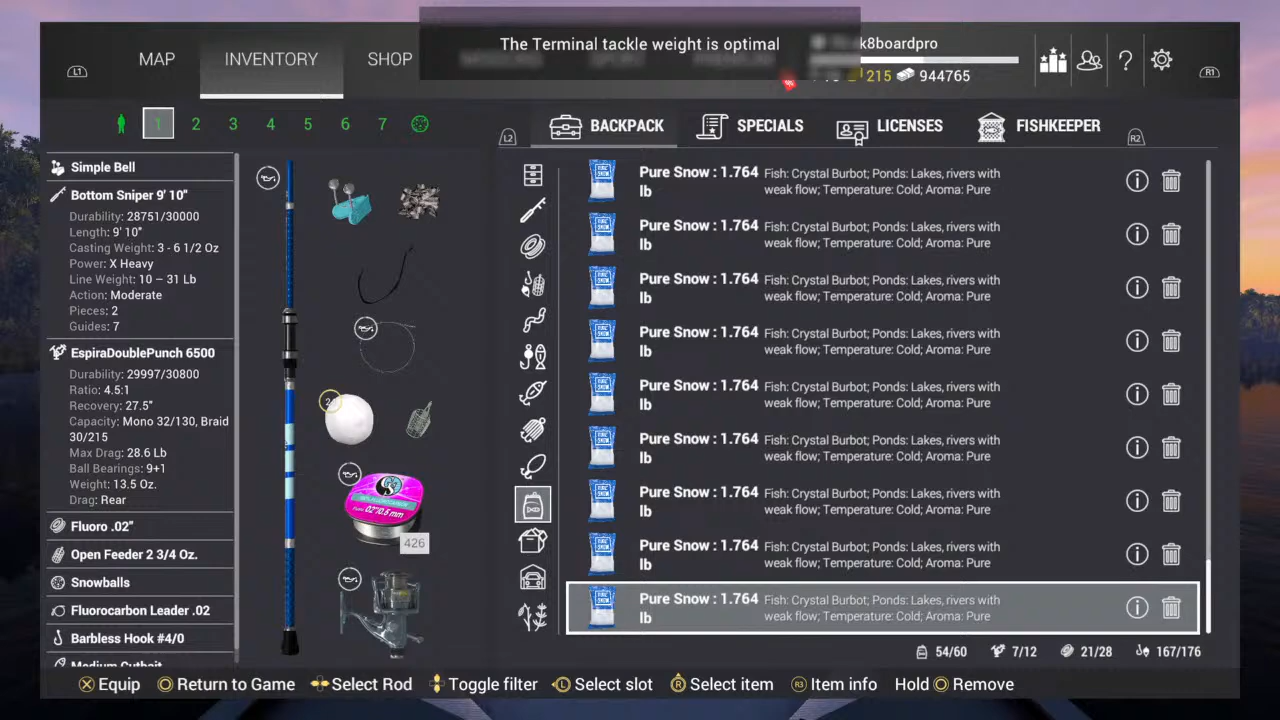 The Terminal tackle weight is optimal
k8boardpro
L1
MAP
INVENTORY
SHOP
215
944765
R1
1
2
3
4
5
6
7
L2
BACKPACK
SPECIALS
LICENSES
FISHKEEPER
R2
Simple Bell
Bottom Sniper 9' 10"
Durability: 28751/30000
Length: 9' 10"
Casting Weight: 3 - 6 1/2 Oz
Power: X Heavy
Line Weight: 10 – 31 Lb
Action: Moderate
Pieces: 2
Guides: 7
EspiraDoublePunch 6500
Durability: 29997/30800
Ratio: 4.5:1
Recovery: 27.5"
Capacity: Mono 32/130, Braid
30/215
Max Drag: 28.6 Lb
Ball Bearings: 9+1
Weight: 13.5 Oz.
Drag: Rear
Fluoro .02"
Open Feeder 2 3/4 Oz.
Snowballs
Fluorocarbon Leader .02
Barbless Hook #4/0
Medium Cutbait
426
Pure Snow : 1.764
lb
Fish: Crystal Burbot; Ponds: Lakes, rivers with
weak flow; Temperature: Cold; Aroma: Pure
Pure Snow : 1.764
lb
Fish: Crystal Burbot; Ponds: Lakes, rivers with
weak flow; Temperature: Cold; Aroma: Pure
Pure Snow : 1.764
lb
Fish: Crystal Burbot; Ponds: Lakes, rivers with
weak flow; Temperature: Cold; Aroma: Pure
Pure Snow : 1.764
lb
Fish: Crystal Burbot; Ponds: Lakes, rivers with
weak flow; Temperature: Cold; Aroma: Pure
Pure Snow : 1.764
lb
Fish: Crystal Burbot; Ponds: Lakes, rivers with
weak flow; Temperature: Cold; Aroma: Pure
Pure Snow : 1.764
lb
Fish: Crystal Burbot; Ponds: Lakes, rivers with
weak flow; Temperature: Cold; Aroma: Pure
Pure Snow : 1.764
lb
Fish: Crystal Burbot; Ponds: Lakes, rivers with
weak flow; Temperature: Cold; Aroma: Pure
Pure Snow : 1.764
lb
Fish: Crystal Burbot; Ponds: Lakes, rivers with
weak flow; Temperature: Cold; Aroma: Pure
Pure Snow : 1.764
lb
Fish: Crystal Burbot; Ponds: Lakes, rivers with
weak flow; Temperature: Cold; Aroma: Pure
54/60
7/12
21/28
167/176
Equip
Return to Game
Select Rod
Toggle filter
L Select slot
R Select item
R3 Item info
Hold Remove